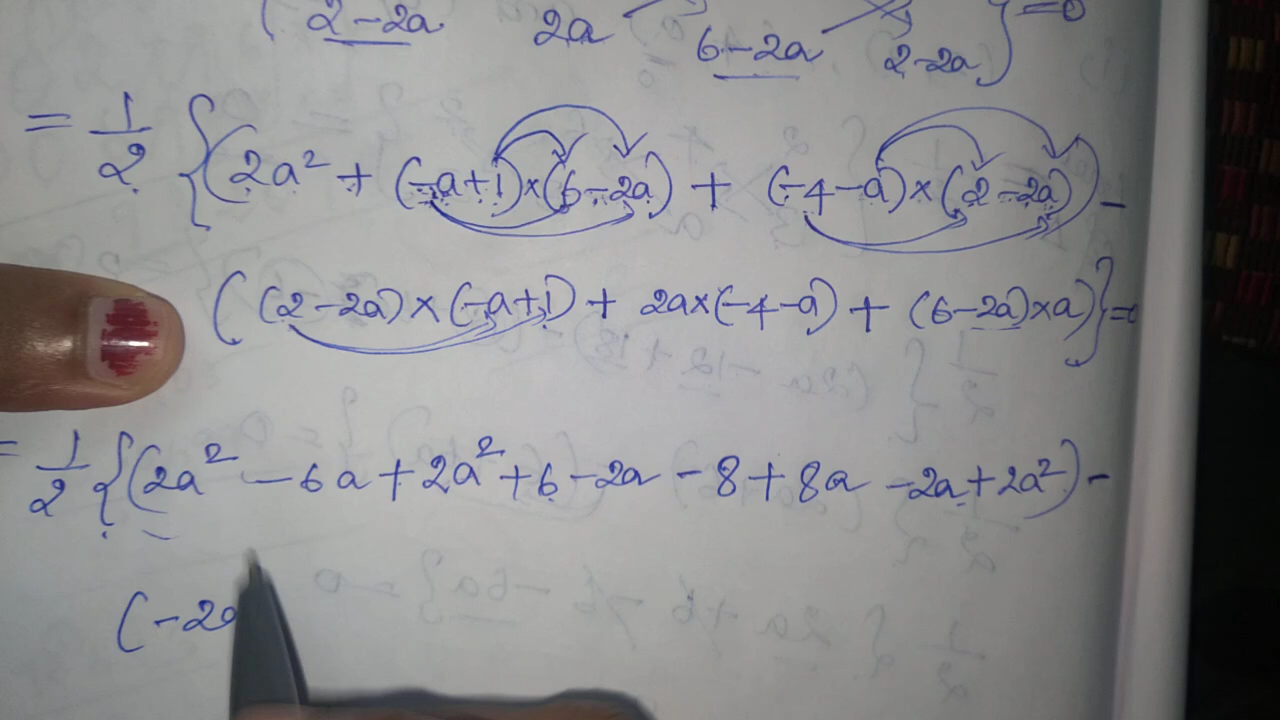 ( 2-2a 2a 6-2a 2-2a } =0
= 1/2 {(2a² + (-a+1)×(6-2a) + (-4-a)×(2-2a)) -
((2-2a)×(-a+1) + 2a×(-4-a) + (6-2a)×a)}=0
= 1/2 {(2a² -6a+2a²+6-2a -8+8a -2a+2a²) -
(-2a